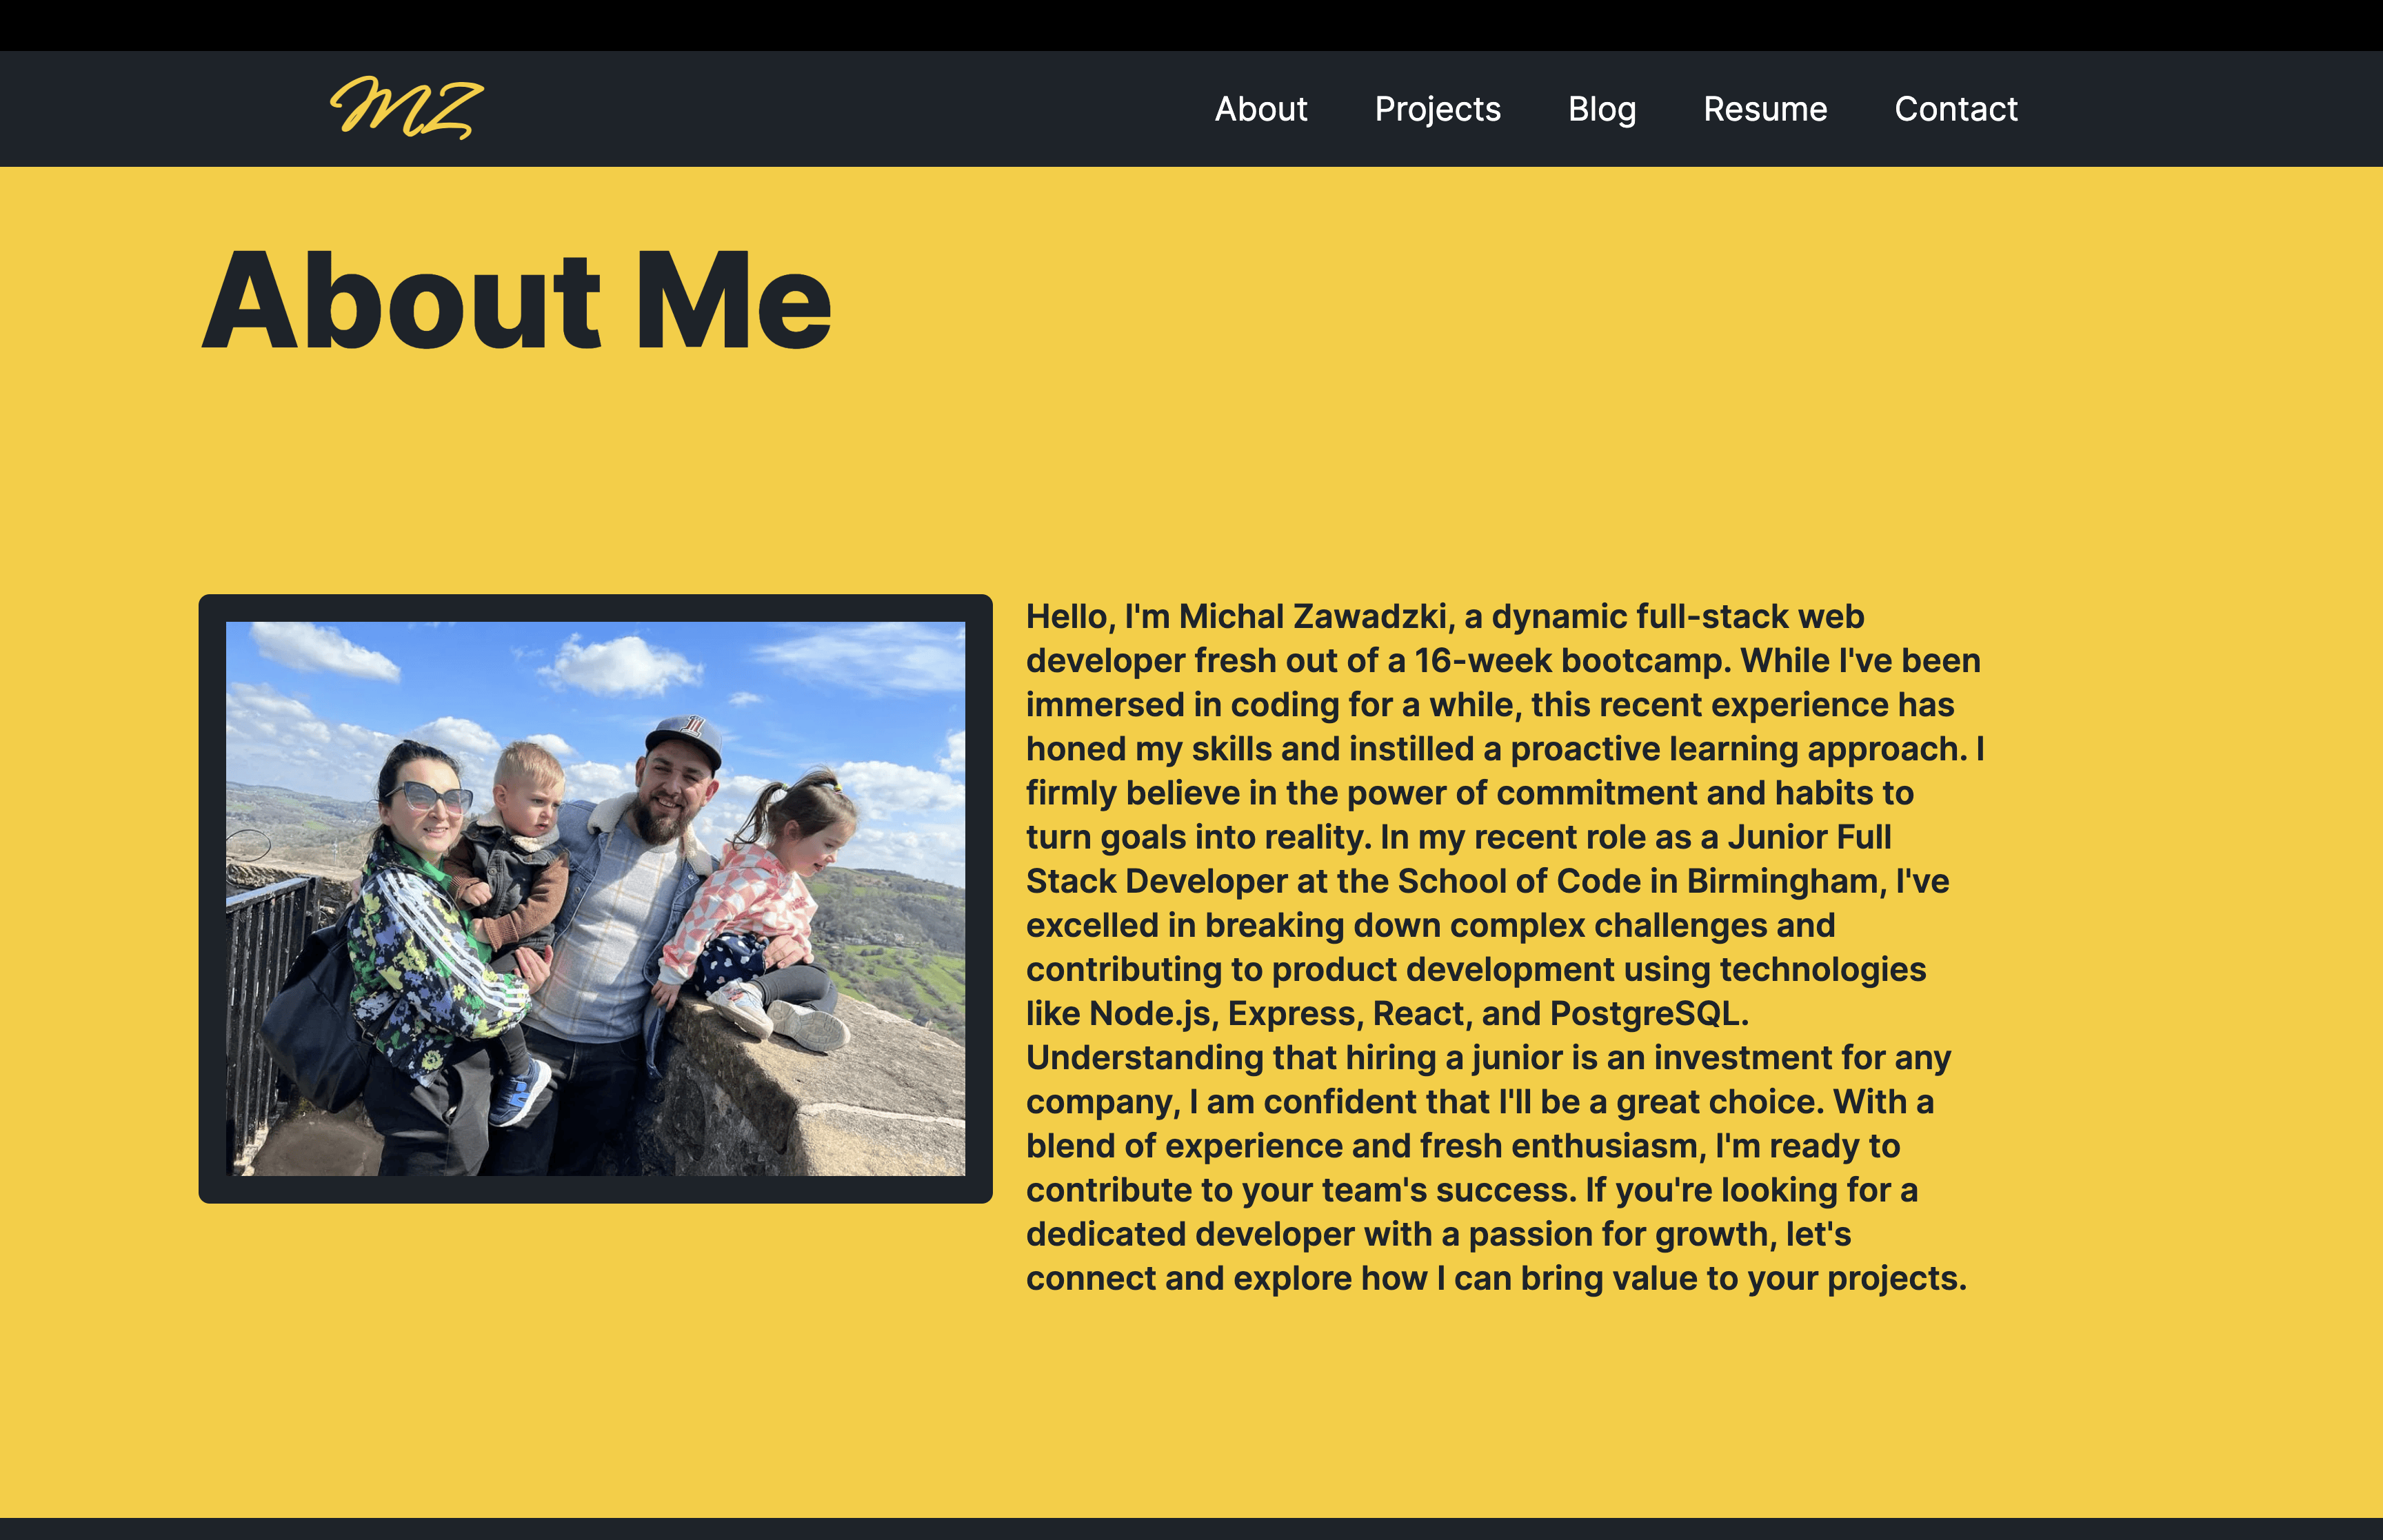 MZ
About Projects Blog Resume Contact
About Me
Hello, I'm Michal Zawadzki, a dynamic full-stack web
developer fresh out of a 16-week bootcamp. While I've been
immersed in coding for a while, this recent experience has
honed my skills and instilled a proactive learning approach. I
firmly believe in the power of commitment and habits to
turn goals into reality. In my recent role as a Junior Full
Stack Developer at the School of Code in Birmingham, I've
excelled in breaking down complex challenges and
contributing to product development using technologies
like Node.js, Express, React, and PostgreSQL.
Understanding that hiring a junior is an investment for any
company, I am confident that I'll be a great choice. With a
blend of experience and fresh enthusiasm, I'm ready to
contribute to your team's success. If you're looking for a
dedicated developer with a passion for growth, let's
connect and explore how I can bring value to your projects.